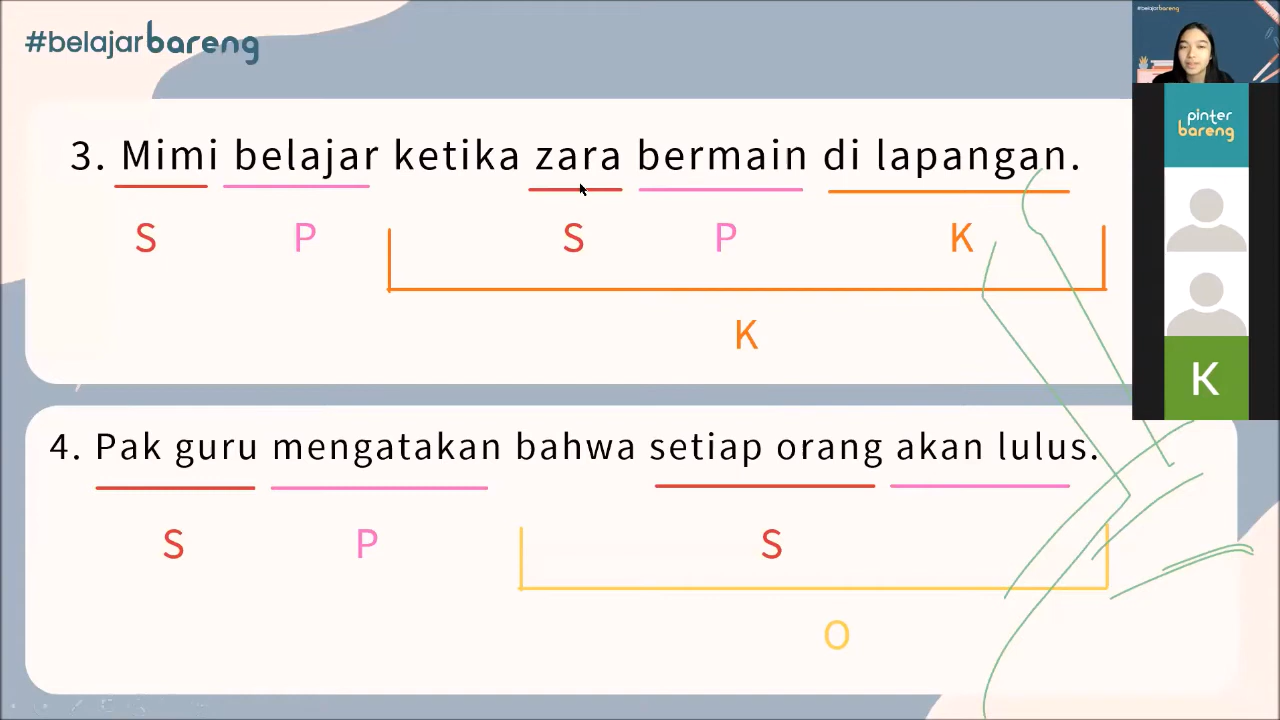 #belajarbareng
#belajarbareng
pinter
bareng
3. Mimi belajar ketika zara bermain di lapangan.
S P S P K
K
K
4. Pak guru mengatakan bahwa setiap orang akan lulus.
S P S
O